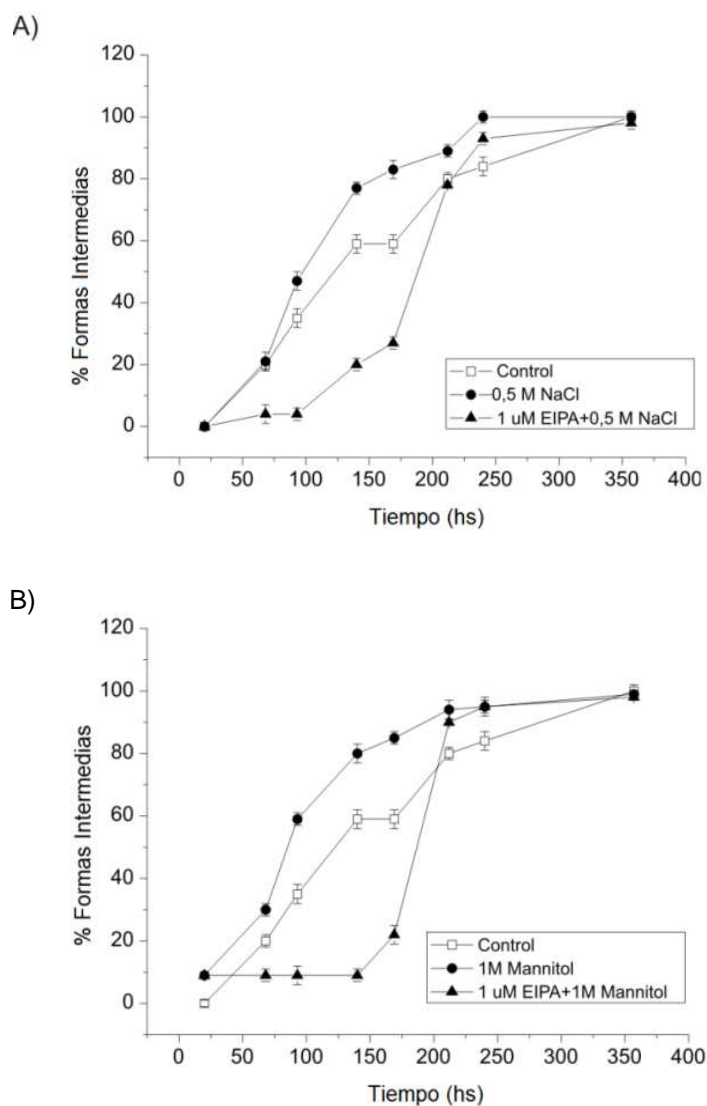 A)
120
100
80
60
40
20
0
% Formas Intermedias
Control
0,5 M NaCl
1 uM EIPA+0,5 M NaCl
0 50 100 150 200 250 300 350 400
Tiempo (hs)
B)
120
100
80
60
40
20
0
% Formas Intermedias
Control
1M Mannitol
1 uM EIPA+1M Mannitol
0 50 100 150 200 250 300 350 400
Tiempo (hs)